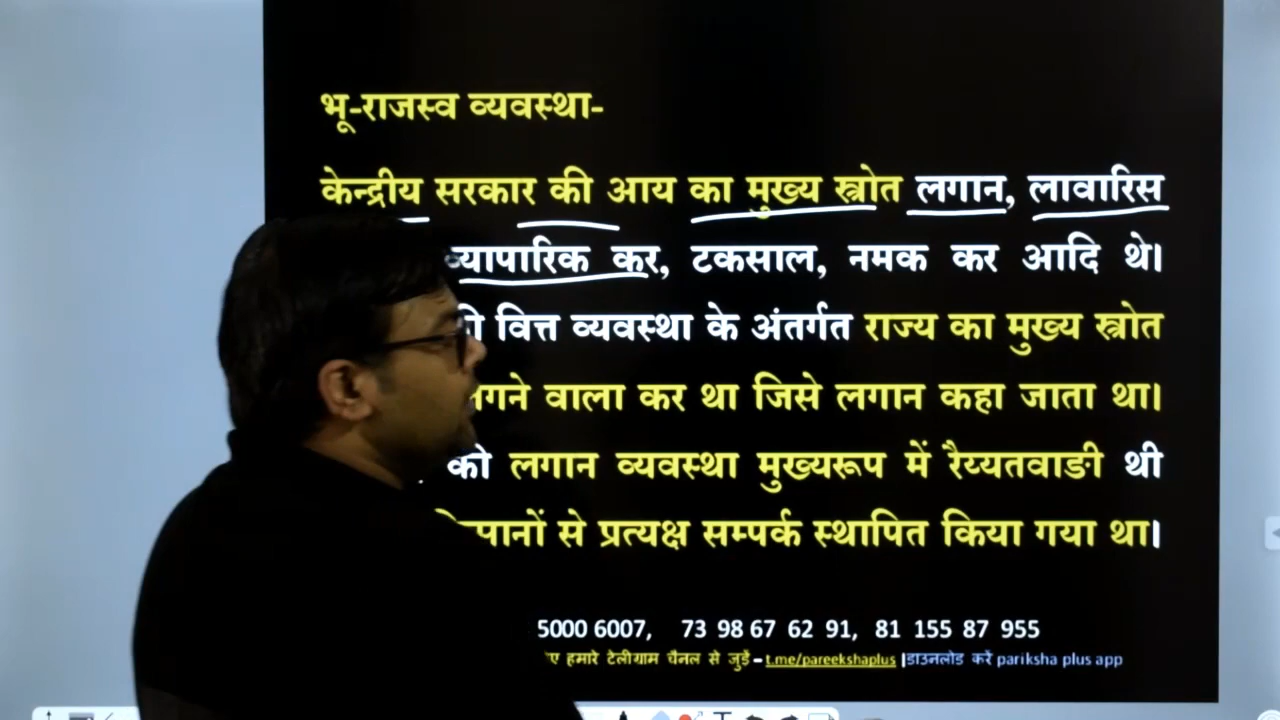 भू-राजस्व व्यवस्था-
केन्द्रीय सरकार की आय का मुख्य स्त्रोत लगान, लावारिस
व्यापारिक कर, टकसाल, नमक कर आदि थे।
वित्त व्यवस्था के अंतर्गत राज्य का मुख्य स्त्रोत
वाला कर था जिसे लगान कहा जाता था।
को लगान व्यवस्था मुख्यरूप में रैय्यतवाङी थी
से प्रत्यक्ष सम्पर्क स्थापित किया गया था।
5000 6007, 73 98 67 62 91, 81 155 87 955
हमारे टेलीग्राम चैनल से जुड़ें – t.me/pareekshaplus |डाउनलोड करें pariksha plus app